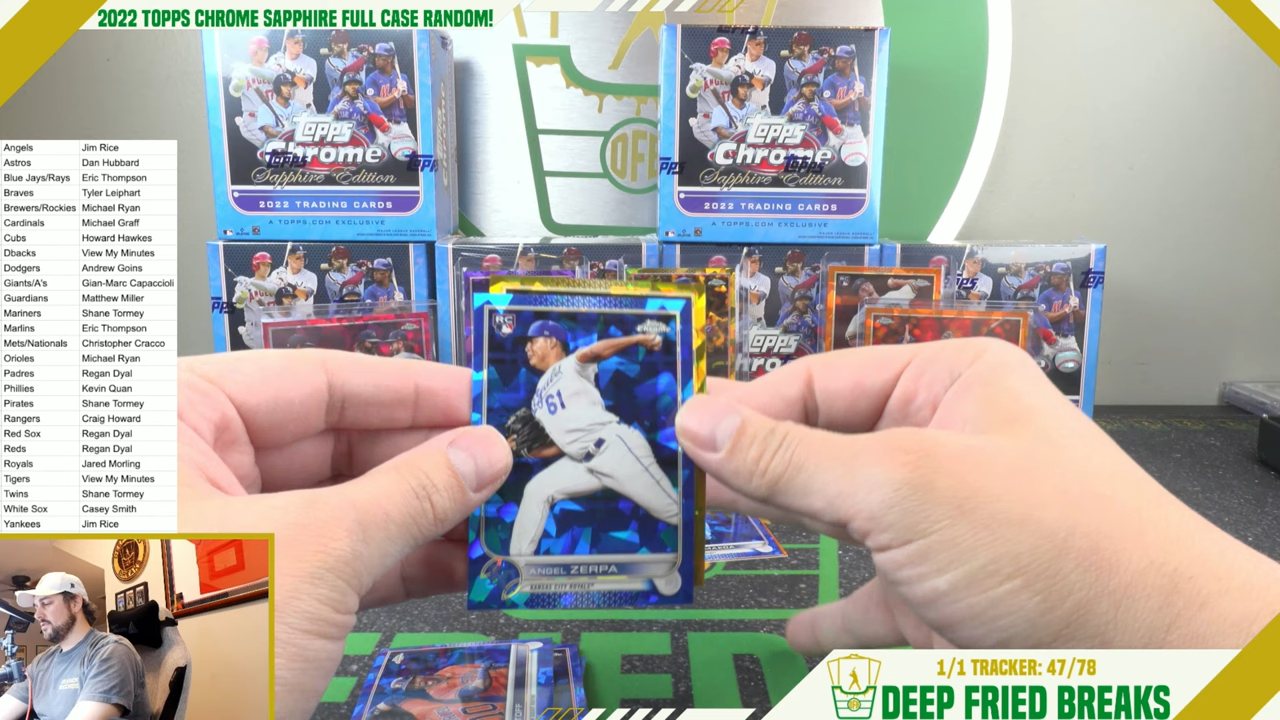 2022 TOPPS CHROME SAPPHIRE FULL CASE RANDOM!
Angels Jim Rice
Astros Dan Hubbard
Blue Jays/Rays Eric Thompson
Braves Tyler Leiphart
Brewers/Rockies Michael Ryan
Cardinals Michael Graff
Cubs Howard Hawkes
Dbacks View My Minutes
Dodgers Andrew Goins
Giants/A's Gian-Marc Capaccioli
Guardians Matthew Miller
Mariners Shane Tormey
Marlins Eric Thompson
Mets/Nationals Christopher Cracco
Orioles Michael Ryan
Padres Regan Dyal
Phillies Kevin Quan
Pirates Shane Tormey
Rangers Craig Howard
Red Sox Regan Dyal
Reds Regan Dyal
Royals Jared Morling
Tigers View My Minutes
Twins Shane Tormey
White Sox Casey Smith
Yankees Jim Rice
Topps
Chrome
Sapphire Edition
2022 TRADING CARDS
A TOPPS.COM EXCLUSIVE
Topps
Chrome
Sapphire Edition
2022 TRADING CARDS
A TOPPS.COM EXCLUSIVE
DFB
RC
Chrome
61
ANGEL ZERPA
KANSAS CITY ROYALS
1/1 TRACKER: 47/78
DEEP FRIED BREAKS